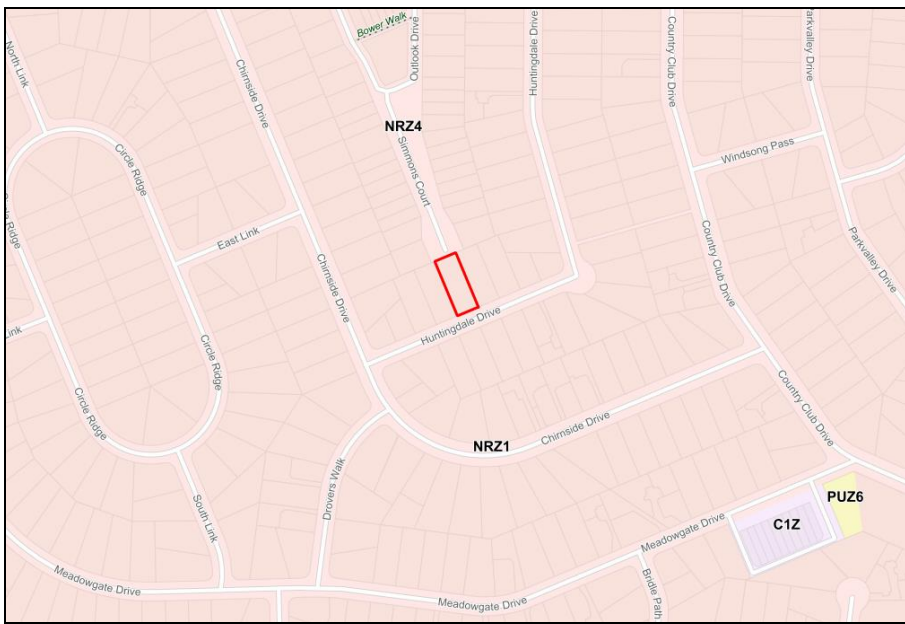 Bower Walk
Outlook Drive
North Link
Chirnside Drive
Huntingdale Drive
Country Club Drive
Parkvalley Drive
NRZ4
Simmons Court
Circle Ridge
Windsong Pass
Circle Ridge
East Link
Parkvalley Drive
Chirnside Drive
Link
Huntingdale Drive
Circle Ridge
Country Club Drive
Circle Ridge
Chirnside Drive
Country Club Drive
NRZ1
Drovers Walk
South Link
PUZ6
C1Z
Meadowgate Drive
Meadowgate Drive
Bridle Path
Meadowgate Drive